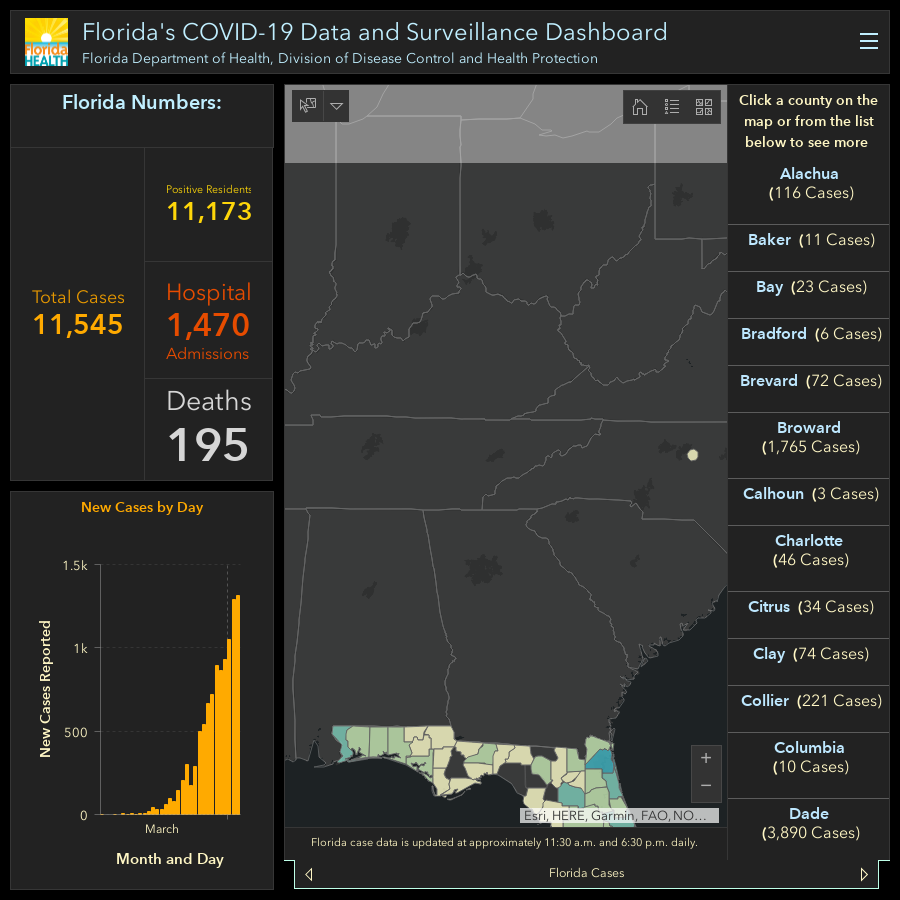 Florida
HEALTH
Florida's COVID-19 Data and Surveillance Dashboard
Florida Department of Health, Division of Disease Control and Health Protection
Florida Numbers:
Total Cases
11,545
Positive Residents
11,173
Hospital
1,470
Admissions
Deaths
195
New Cases by Day
New Cases Reported
1.5k
1k
500
0
March
Month and Day
Esri, HERE, Garmin, FAO, NO…
Florida case data is updated at approximately 11:30 a.m. and 6:30 p.m. daily.
Florida Cases
Click a county on the
map or from the list
below to see more
Alachua
(116 Cases)
Baker (11 Cases)
Bay (23 Cases)
Bradford (6 Cases)
Brevard (72 Cases)
Broward
(1,765 Cases)
Calhoun (3 Cases)
Charlotte
(46 Cases)
Citrus (34 Cases)
Clay (74 Cases)
Collier (221 Cases)
Columbia
(10 Cases)
Dade
(3,890 Cases)